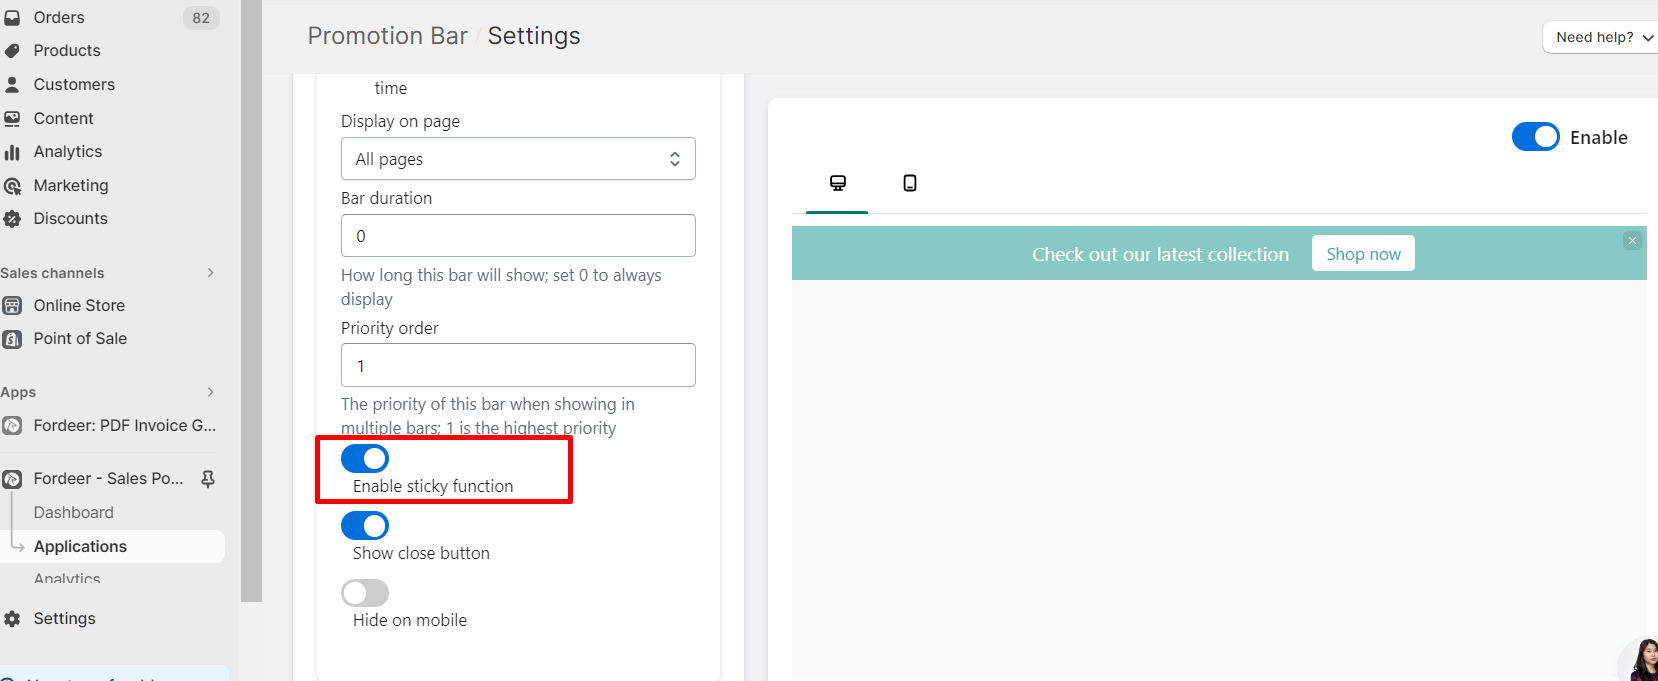 Orders
82
Products
Customers
Content
Analytics
Marketing
Discounts
Sales channels
Online Store
Point of Sale
Apps
Fordeer: PDF Invoice G...
Fordeer - Sales Po...
Dashboard
Applications
Analytics
Settings
Promotion Bar / Settings
Need help?
time
Display on page
All pages
Bar duration
0
How long this bar will show; set 0 to always
display
Priority order
1
The priority of this bar when showing in
multiple bars; 1 is the highest priority
Enable sticky function
Show close button
Hide on mobile
Enable
Check out our latest collection
Shop now